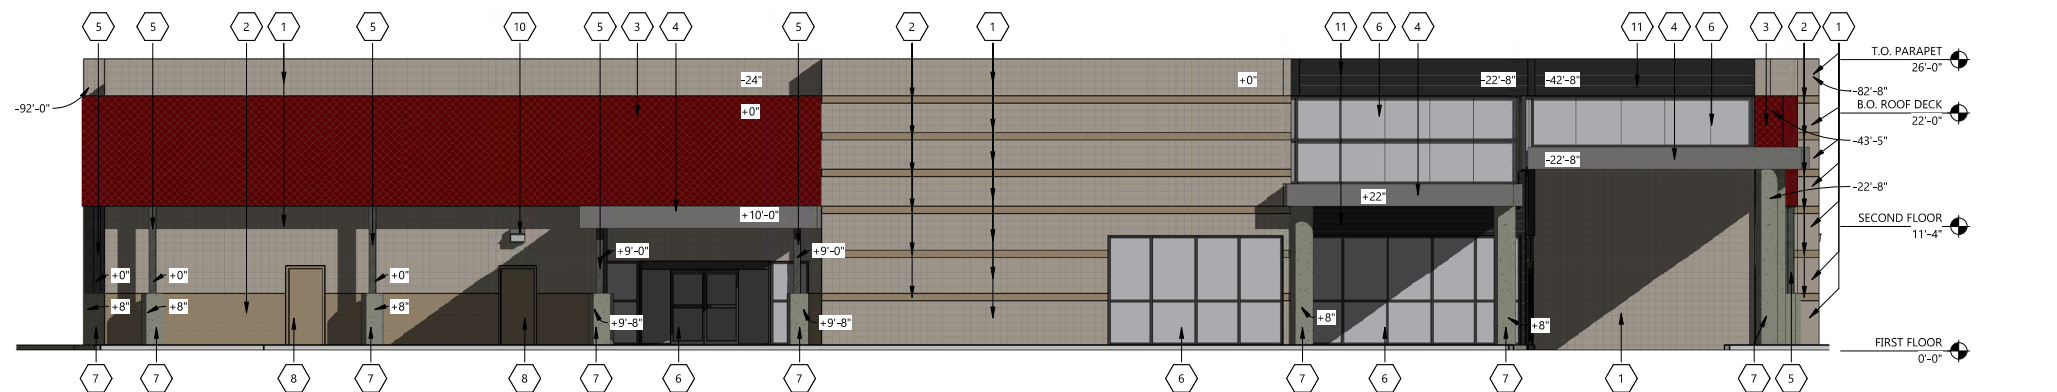 5 5 2 1 5 10 5 3 4 5 2 1 11 6 4 11 4 6 3 2 1
T.O. PARAPET
26'-0"
-24" +0" -22'-8" -42'-8"
-82'-8"
-92'-0"
+0"
B.O. ROOF DECK
22'-0"
-43'-5"
-22'-8"
-22'-8"
+22"
+10'-0"
SECOND FLOOR
11'-4"
+9'-0" +9'-0"
+0" +0" +0"
+8" +8" +8"
+9'-8" +9'-8" +8" +8"
FIRST FLOOR
0'-0"
7 7 8 7 8 7 6 7 6 7 6 7 1 7 5